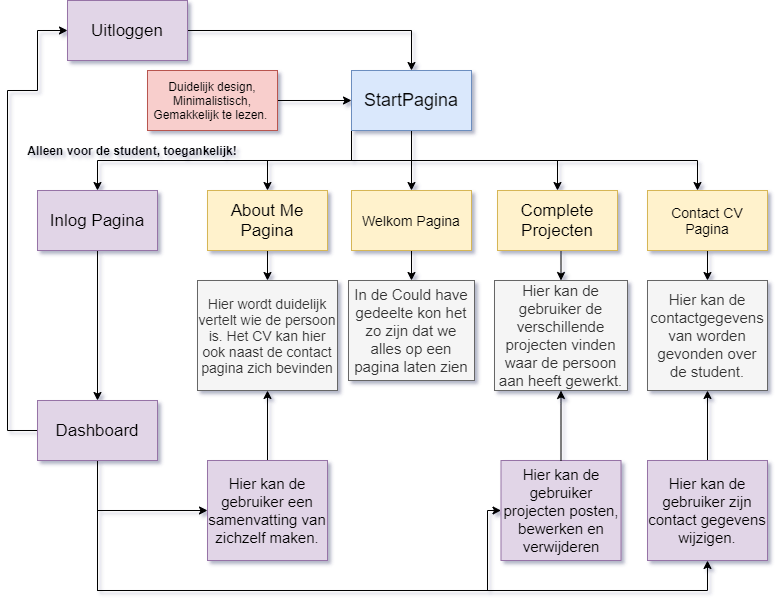 Uitloggen
Duidelijk design,
Minimalistisch,
Gemakkelijk te lezen.
StartPagina
Alleen voor de student, toegankelijk!
Inlog Pagina
About Me
Pagina
Welkom Pagina
Complete
Projecten
Contact CV
Pagina
Hier wordt duidelijk
vertelt wie de persoon
is. Het CV kan hier
ook naast de contact
pagina zich bevinden
In de Could have
gedeelte kon het
zo zijn dat we
alles op een
pagina laten zien
Hier kan de
gebruiker de
verschillende
projecten vinden
waar de persoon
aan heeft gewerkt.
Hier kan de
contactgegevens
van worden
gevonden over
de student.
Dashboard
Hier kan de
gebruiker een
samenvatting van
zichzelf maken.
Hier kan de
gebruiker
projecten posten,
bewerken en
verwijderen
Hier kan de
gebruiker zijn
contact gegevens
wijzigen.